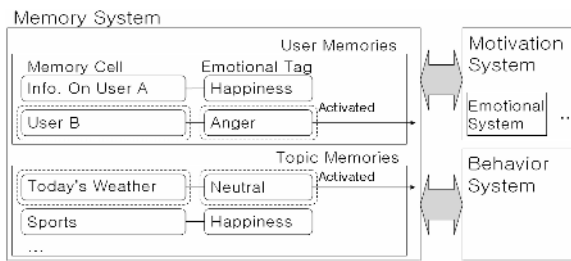 Memory System
User Memories
Memory Cell
Emotional Tag
Info. On User A
Happiness
User B
Anger
Activated
Topic Memories
Today's Weather
Neutral
Activated
Sports
Happiness
...
Motivation
System
Emotional
System
...
Behavior
System